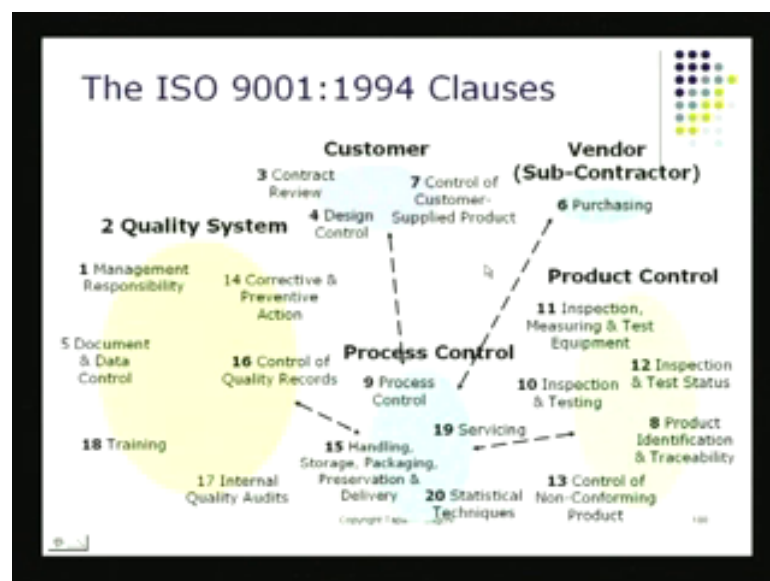 The ISO 9001:1994 Clauses
Customer
3 Contract
Review
4 Design
Control
7 Control of
Customer-
Supplied Product
Vendor
(Sub-Contractor)
6 Purchasing
2 Quality System
1 Management
Responsibility
14 Corrective &
Preventive
Action
5 Document
& Data
Control
16 Control of
Quality Records
18 Training
17 Internal
Quality Audits
Process Control
9 Process
Control
19 Servicing
15 Handling,
Storage, Packaging,
Preservation &
Delivery
20 Statistical
Techniques
Product Control
11 Inspection,
Measuring & Test
Equipment
12 Inspection
& Test Status
10 Inspection
& Testing
8 Product
Identification
& Traceability
13 Control of
Non-Conforming
Product
Copyright